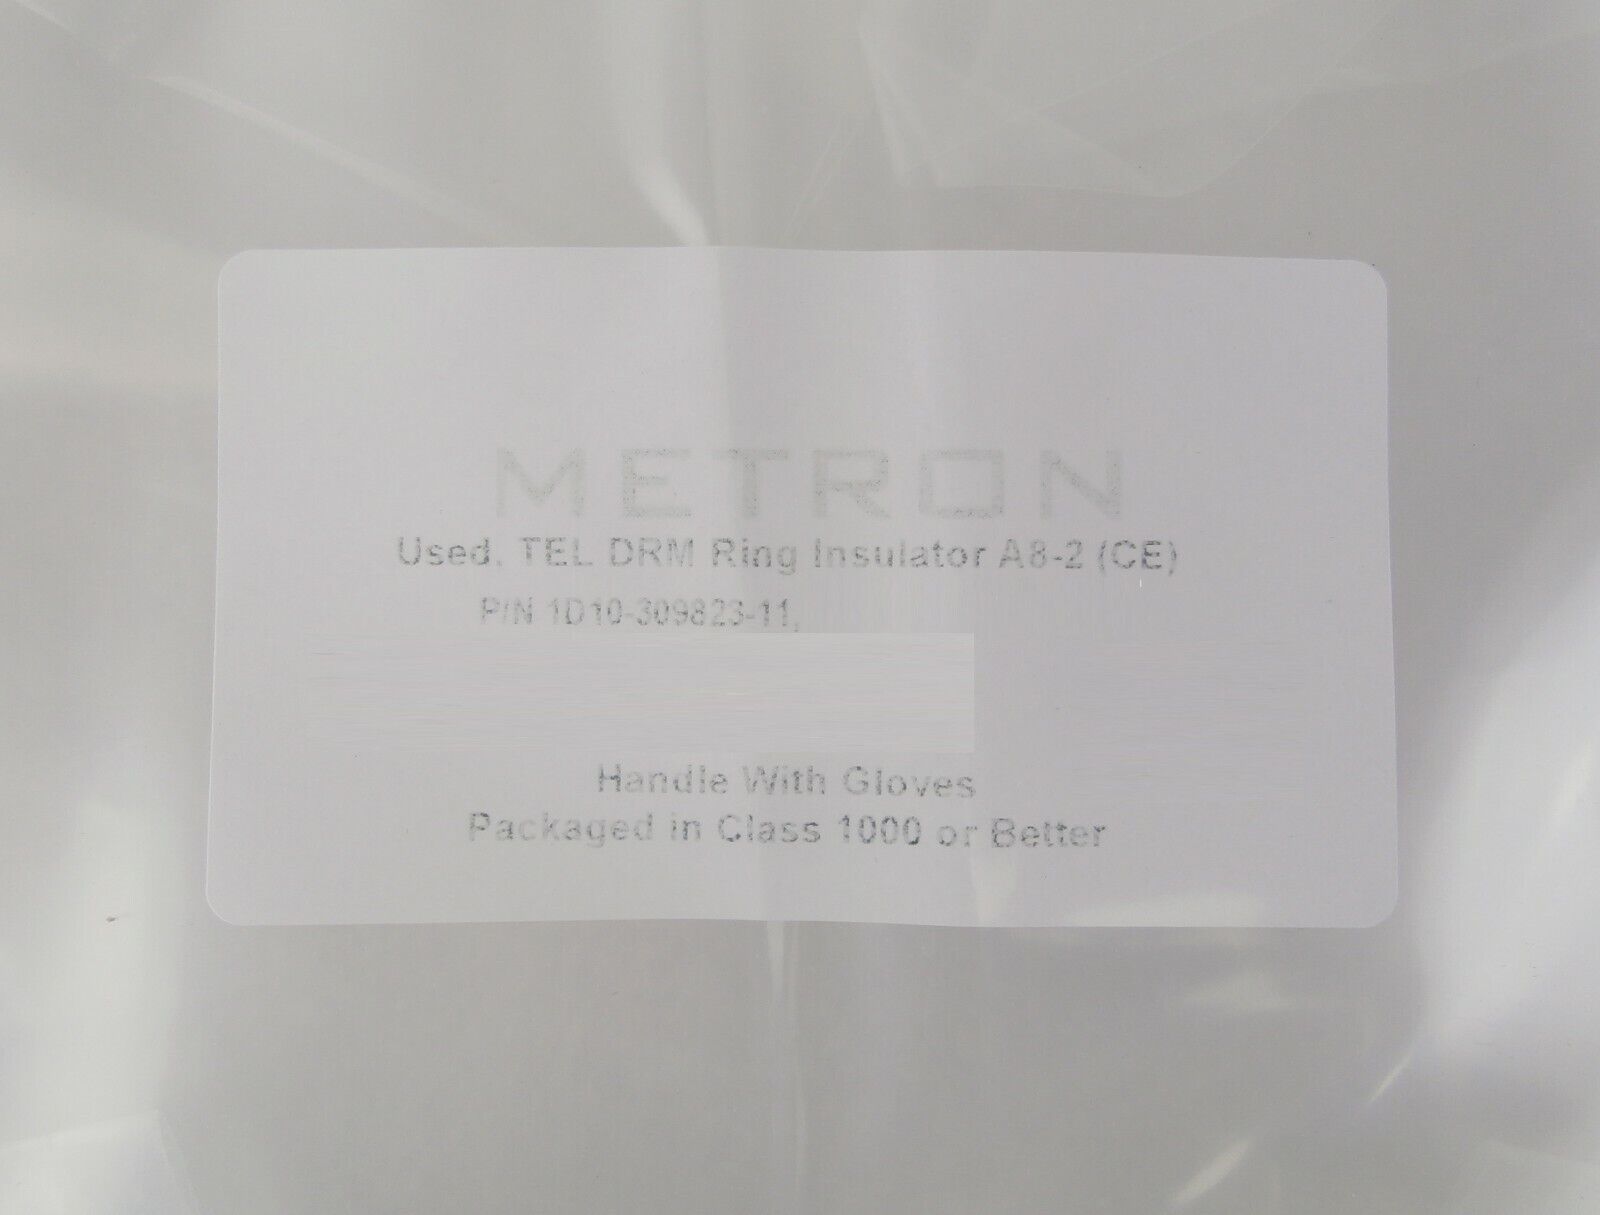 METRON
Used, TEL DRM Ring Insulator A8-2 (CE)
P/N 1D10-309823-11,
Handle With Gloves
Packaged in Class 1000 or Better